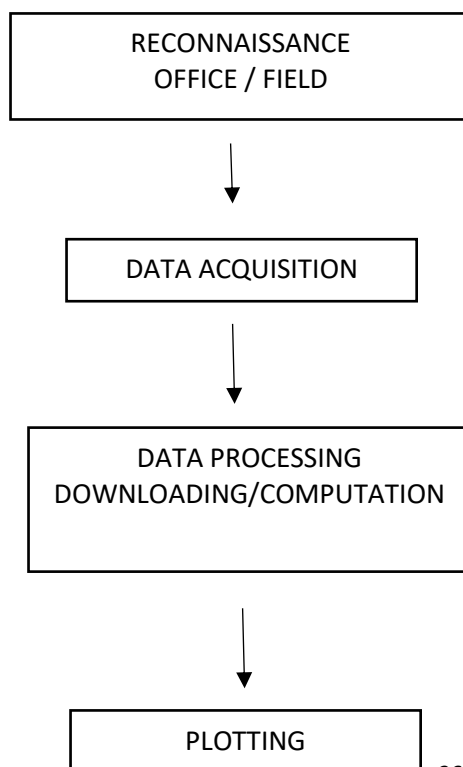 RECONNAISSANCE
OFFICE / FIELD
DATA ACQUISITION
DATA PROCESSING
DOWNLOADING/COMPUTATION
PLOTTING